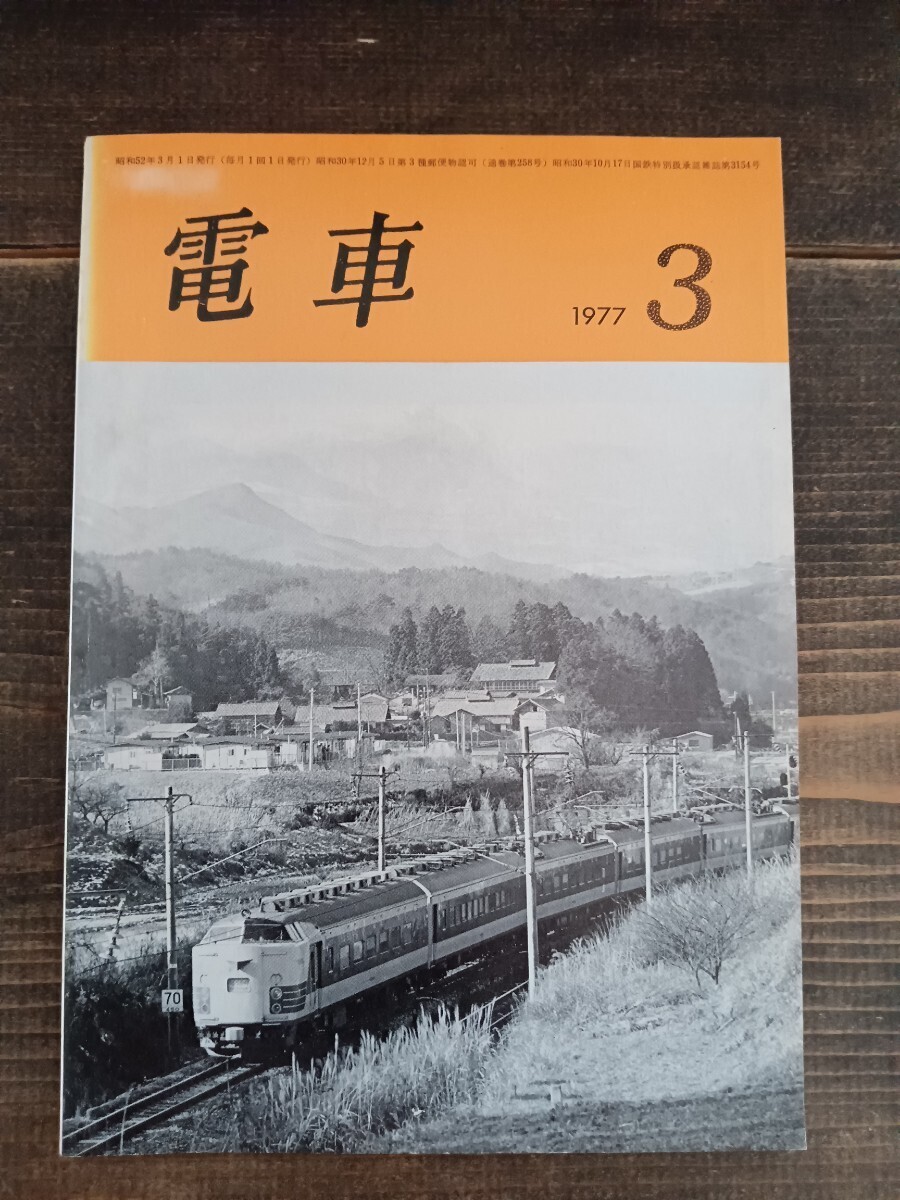 昭和52年3月1日発行(毎月1回1日発行)昭和30年12月5日第3種郵便物認可(通巻第258号)昭和30年10月17日国鉄特別扱承認雑誌第3154号
電車
1977 3
70